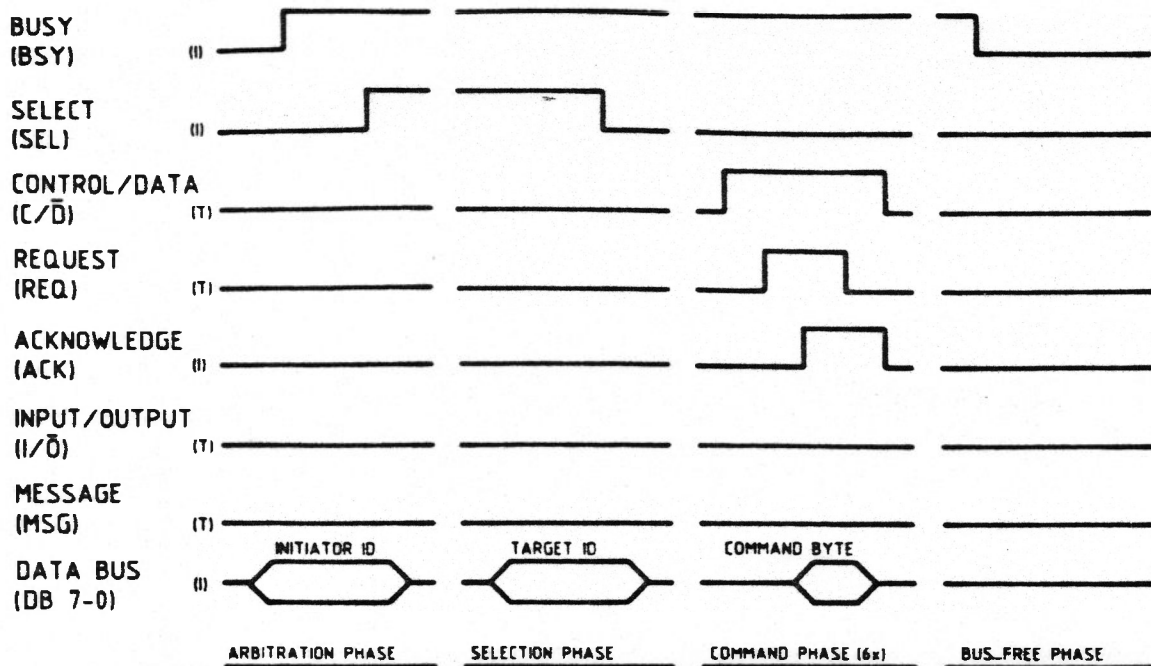 BUSY
(BSY) (I)
SELECT
(SEL) (I)
CONTROL/DATA
(C/D̄) (T)
REQUEST
(REQ) (T)
ACKNOWLEDGE
(ACK) (I)
INPUT/OUTPUT
(I/Ō) (T)
MESSAGE
(MSG) (T)
INITIATOR ID TARGET ID COMMAND BYTE
DATA BUS
(DB 7-0) (I)
ARBITRATION PHASE SELECTION PHASE COMMAND PHASE (6x) BUS_FREE PHASE